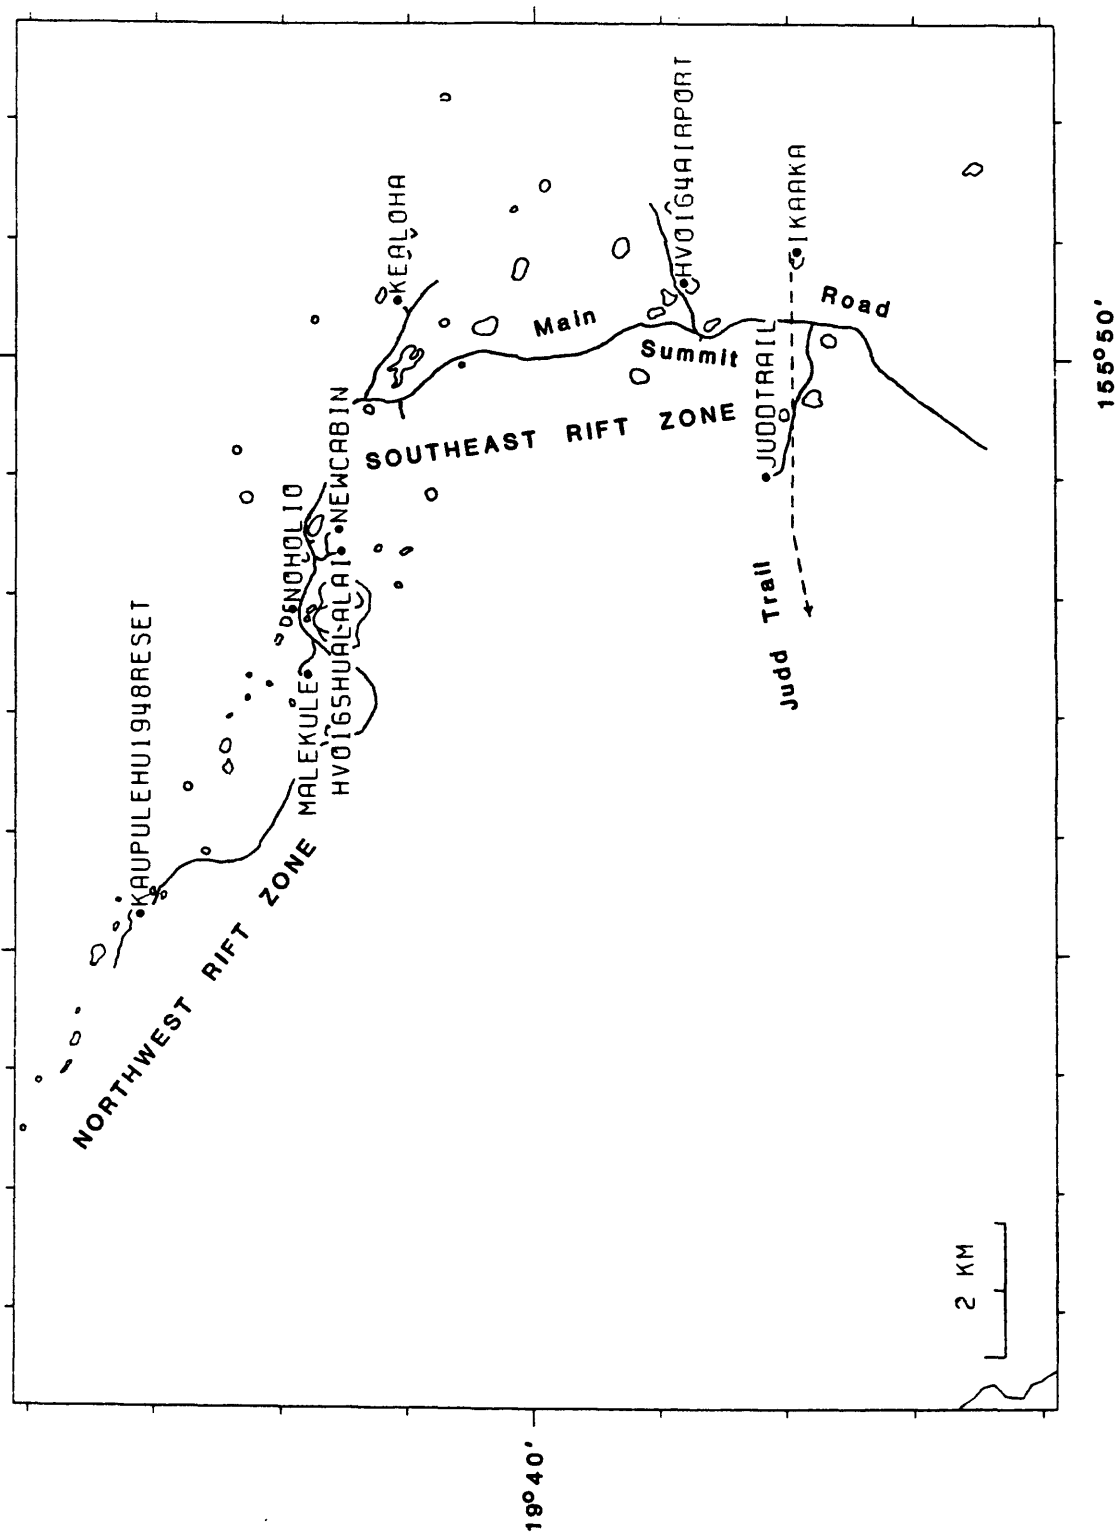 KAUPULEHU1948RESET
NORTHWEST RIFT ZONE
NOHOLIO
MALEKULE
HVO165HUALALAI
NEWCABIN
KEALOHA
SOUTHEAST RIFT ZONE
Main
Summit
Road
HVO164AIRPORT
JUDDTRAIL
IKAAKA
Judd Trail
2 KM
19°40'
155°50'